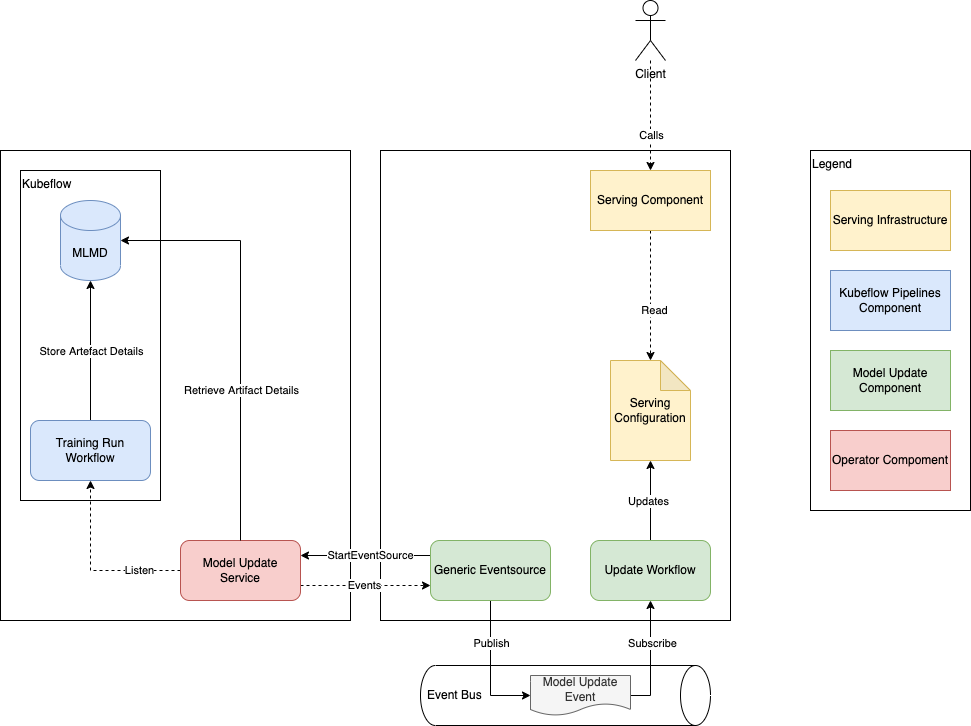 Client
Calls
Kubeflow
MLMD
Store Artefact Details
Retrieve Artifact Details
Training Run
Workflow
Listen
Model Update
Service
StartEventSource
Events
Serving Component
Read
Serving
Configuration
Updates
Generic Eventsource
Update Workflow
Publish
Subscribe
Event Bus
Model Update
Event
Legend
Serving Infrastructure
Kubeflow Pipelines
Component
Model Update
Component
Operator Compoment